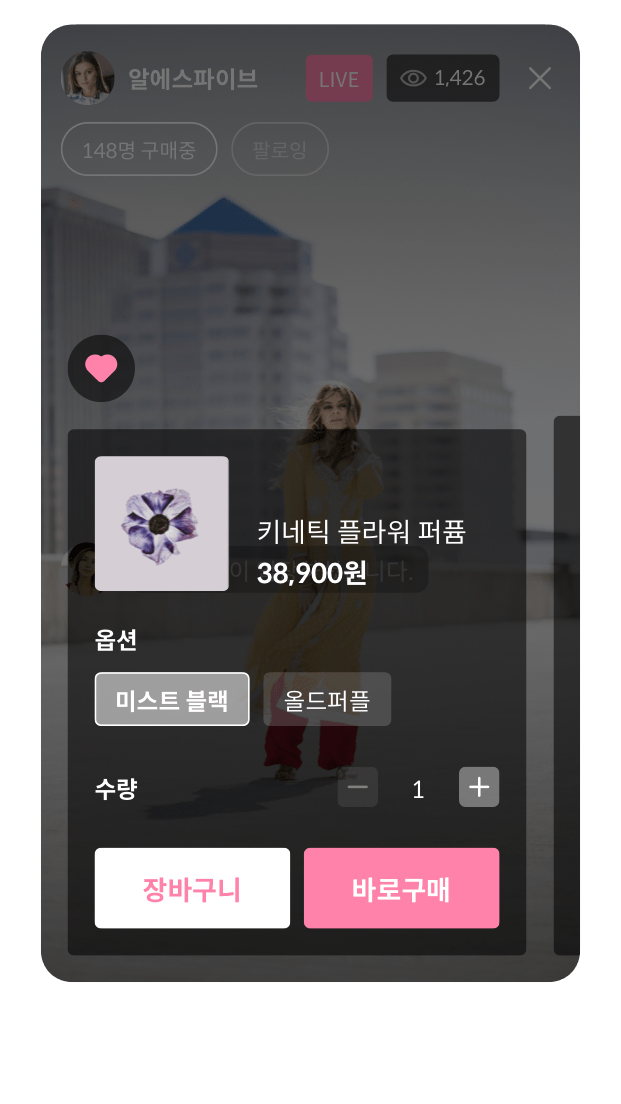 알에스파이브 LIVE 1,426
148명 구매중 팔로잉
키네틱 플라워 퍼퓸
이 니다.
38,900원
옵션
미스트 블랙 올드퍼플
수량 1
장바구니 바로구매